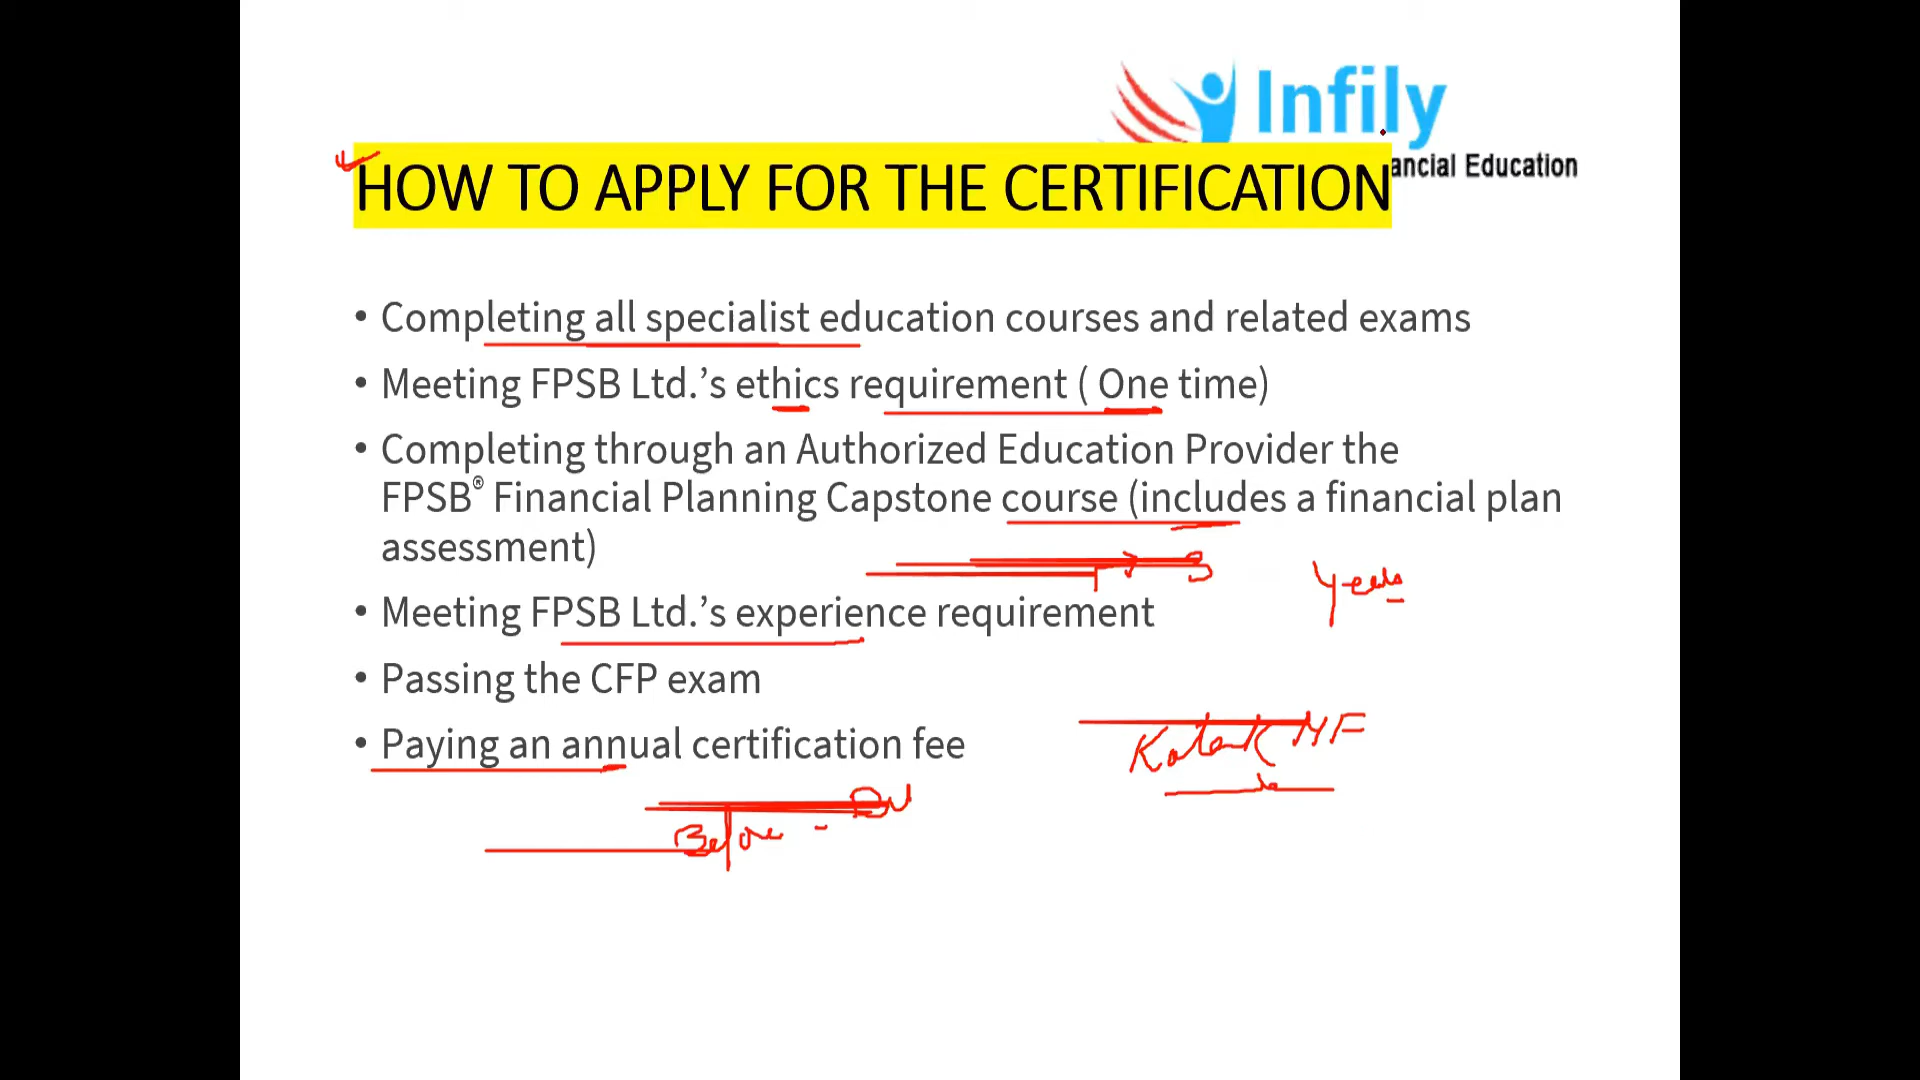 Infily
ancial Education
HOW TO APPLY FOR THE CERTIFICATION
• Completing all specialist education courses and related exams
• Meeting FPSB Ltd.’s ethics requirement ( One time)
• Completing through an Authorized Education Provider the
FPSB® Financial Planning Capstone course (includes a financial plan
assessment)
3
Years
• Meeting FPSB Ltd.’s experience requirement
• Passing the CFP exam
MF
• Paying an annual certification fee
Before -